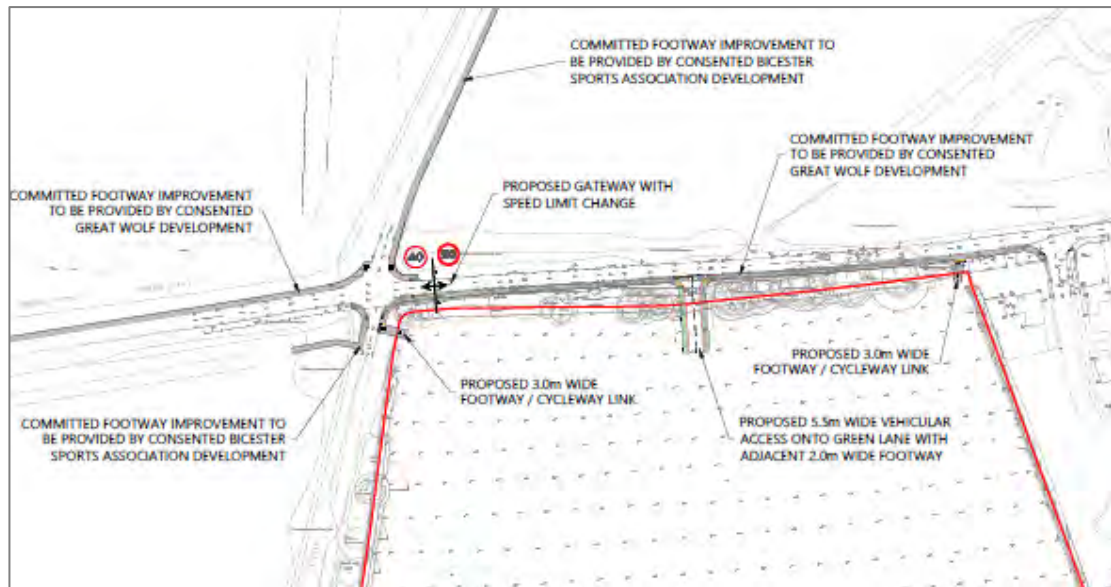 COMMITTED FOOTWAY IMPROVEMENT TO
BE PROVIDED BY CONSENTED BICESTER
SPORTS ASSOCIATION DEVELOPMENT
COMMITTED FOOTWAY IMPROVEMENT
TO BE PROVIDED BY CONSENTED
GREAT WOLF DEVELOPMENT
COMMITTED FOOTWAY IMPROVEMENT
TO BE PROVIDED BY CONSENTED
GREAT WOLF DEVELOPMENT
PROPOSED GATEWAY WITH
SPEED LIMIT CHANGE
40
PROPOSED 3.0m WIDE
FOOTWAY / CYCLEWAY LINK
PROPOSED 3.0m WIDE
FOOTWAY / CYCLEWAY LINK
COMMITTED FOOTWAY IMPROVEMENT TO
BE PROVIDED BY CONSENTED BICESTER
SPORTS ASSOCIATION DEVELOPMENT
PROPOSED 5.5m WIDE VEHICULAR
ACCESS ONTO GREEN LANE WITH
ADJACENT 2.0m WIDE FOOTWAY